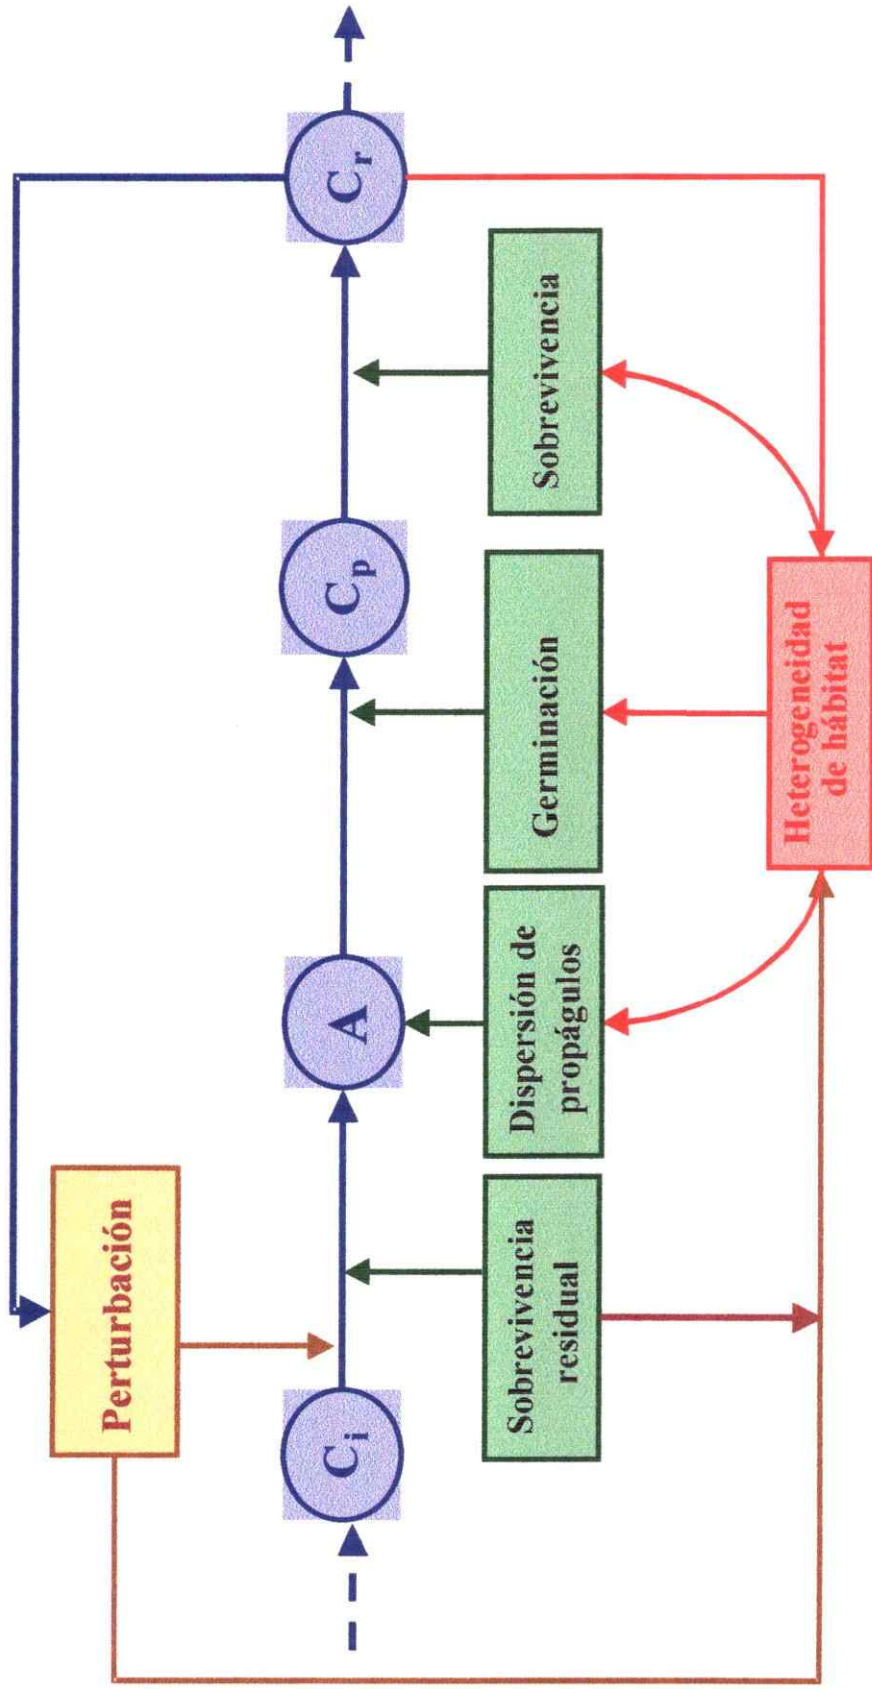 Perturbación
Ci
A
Cp
Cr
Sobrevivencia
residual
Dispersión de
propágulos
Germinación
Sobrevivencia
Heterogeneidad
de hábitat